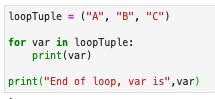 loopTuple = ("A", "B", "C")
for var in loopTuple:
print(var)
print("End of loop, var is",var)